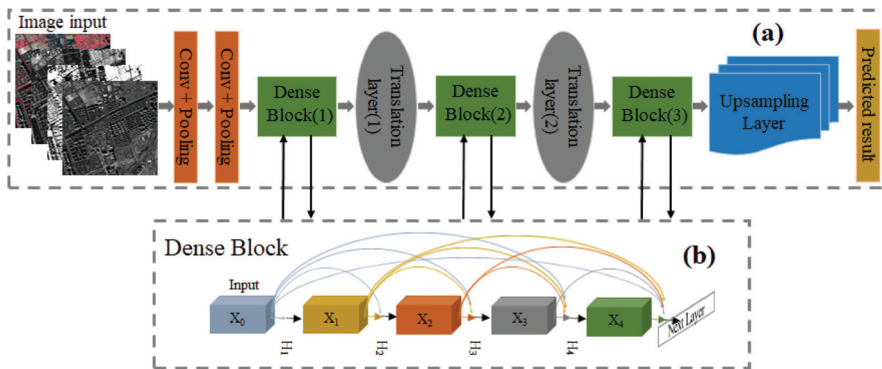 Image input
(a)
Conv + Pooling
Conv + Pooling
Dense
Block(1)
Translation
layer(1)
Dense
Block(2)
Translation
layer(2)
Dense
Block(3)
Upsampling
Layer
Predicted result
Dense Block
(b)
Input
X₀
X₁
X₂
X₃
X₄
Next Layer
H₁
H₂
H₃
H₄